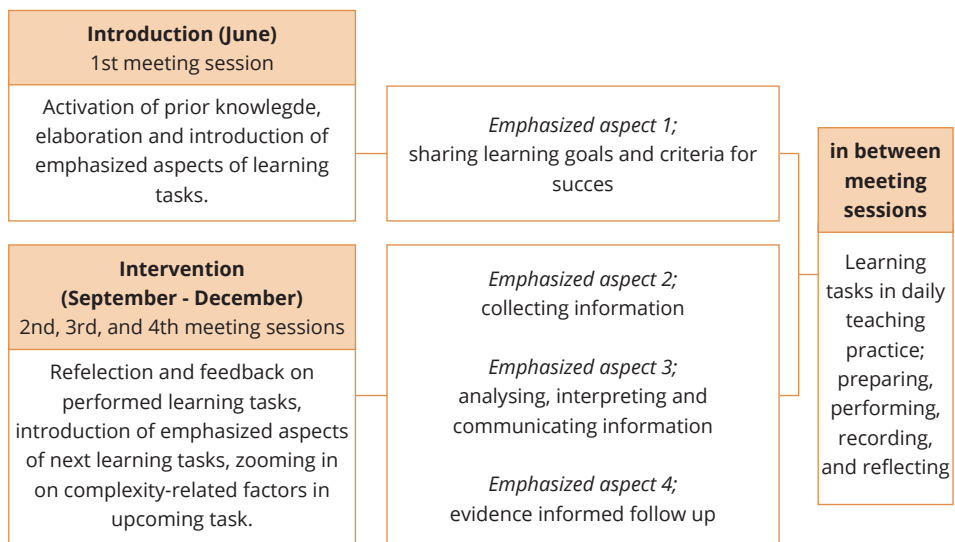 Introduction (June)
1st meeting session
Activation of prior knowlegde,
elaboration and introduction of
emphasized aspects of learning
tasks.
Emphasized aspect 1;
sharing learning goals and criteria for
succes
Intervention
(September - December)
2nd, 3rd, and 4th meeting sessions
Refelection and feedback on
performed learning tasks,
introduction of emphasized aspects
of next learning tasks, zooming in
on complexity-related factors in
upcoming task.
Emphasized aspect 2;
collecting information
Emphasized aspect 3;
analysing, interpreting and
communicating information
Emphasized aspect 4;
evidence informed follow up
in between
meeting
sessions
Learning
tasks in daily
teaching
practice;
preparing,
performing,
recording,
and reflecting